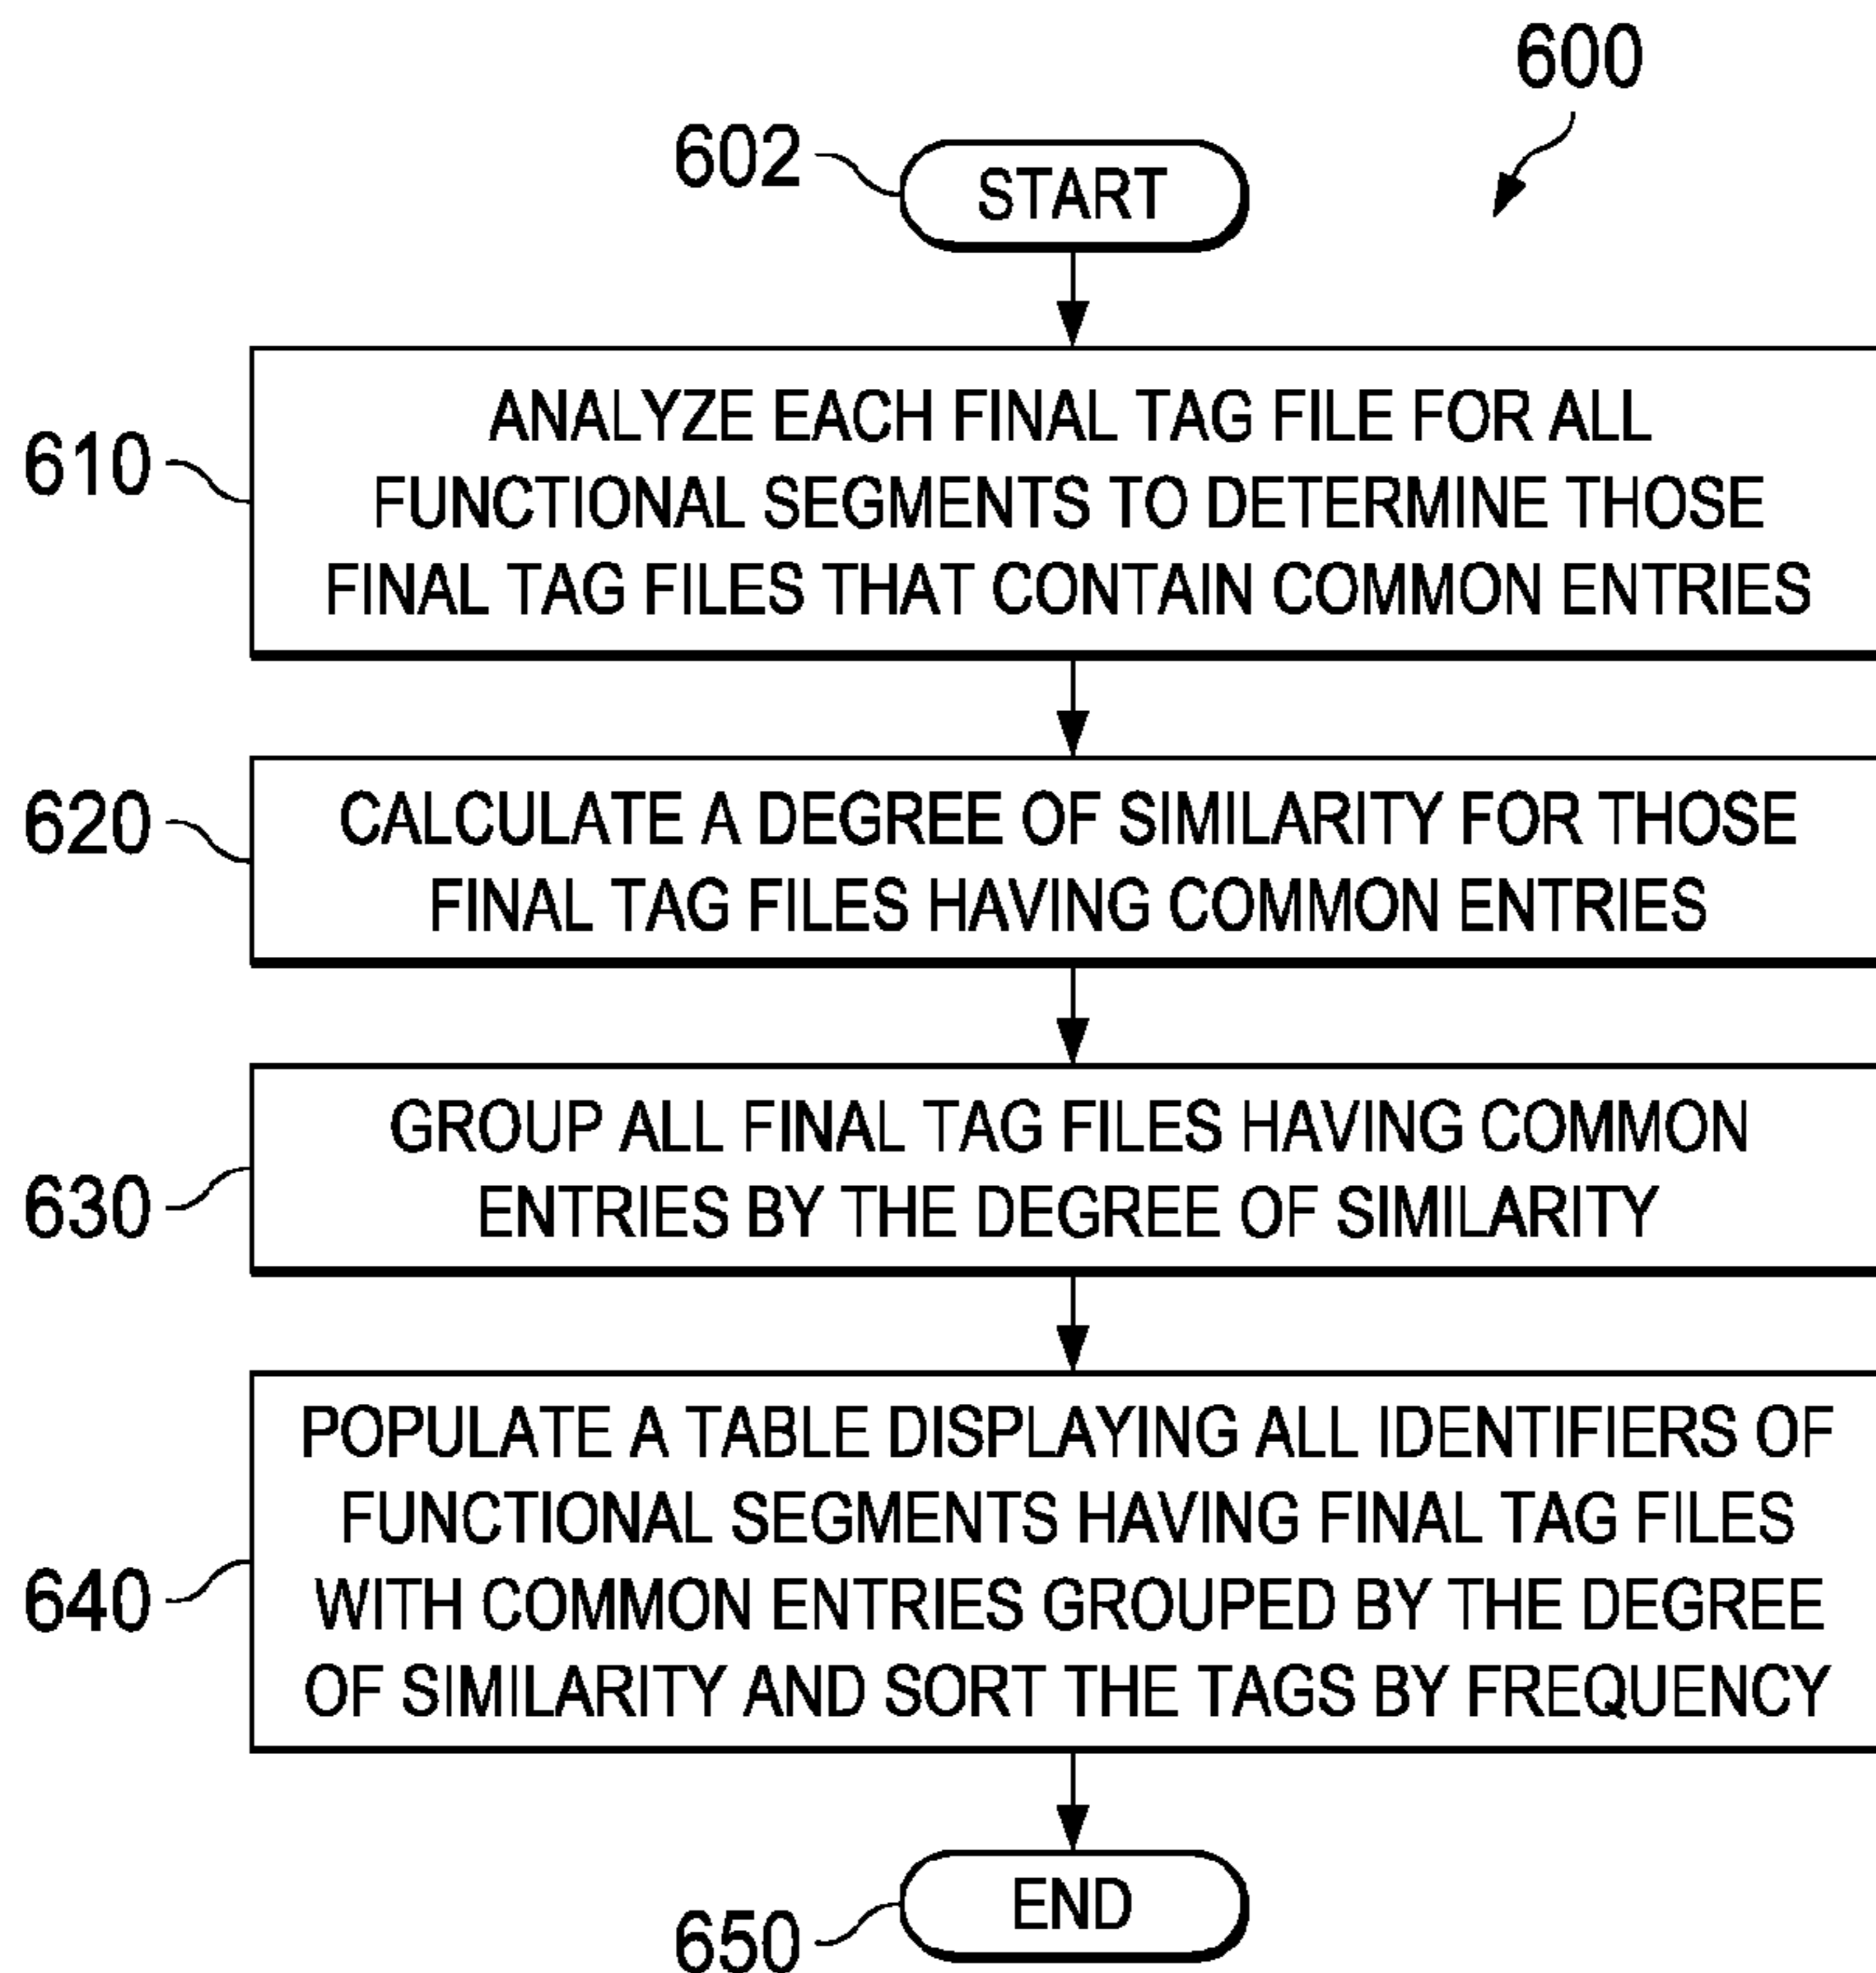 600
602
START
610
ANALYZE EACH FINAL TAG FILE FOR ALL
FUNCTIONAL SEGMENTS TO DETERMINE THOSE
FINAL TAG FILES THAT CONTAIN COMMON ENTRIES
620
CALCULATE A DEGREE OF SIMILARITY FOR THOSE
FINAL TAG FILES HAVING COMMON ENTRIES
630
GROUP ALL FINAL TAG FILES HAVING COMMON
ENTRIES BY THE DEGREE OF SIMILARITY
640
POPULATE A TABLE DISPLAYING ALL IDENTIFIERS OF
FUNCTIONAL SEGMENTS HAVING FINAL TAG FILES
WITH COMMON ENTRIES GROUPED BY THE DEGREE
OF SIMILARITY AND SORT THE TAGS BY FREQUENCY
END
650